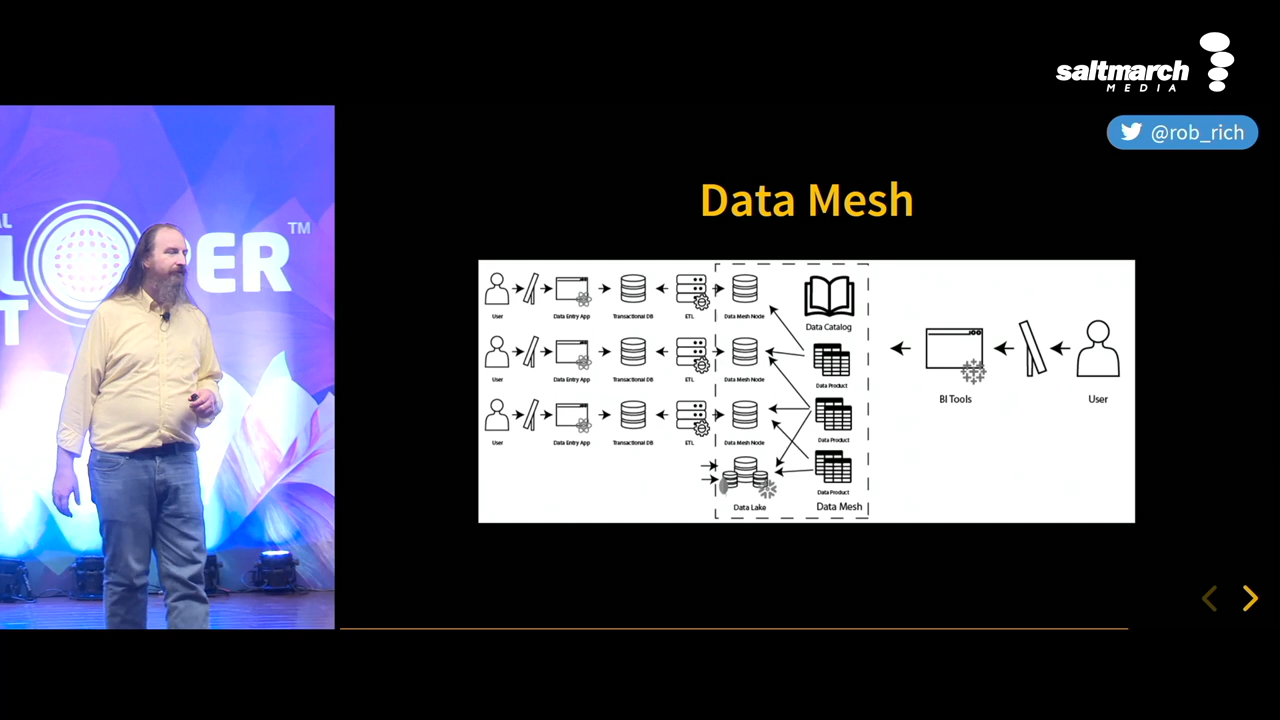 saltmarch
MEDIA
@rob_rich
Data Mesh
ER™
User
Data Entry App
Transactional DB
ETL
Data Mesh Node
Data Catalog
User
Data Entry App
Transactional DB
ETL
Data Mesh Node
Data Product
BI Tools
User
User
Data Entry App
Transactional DB
ETL
Data Mesh Node
Data Product
Data Product
Data Lake
Data Mesh